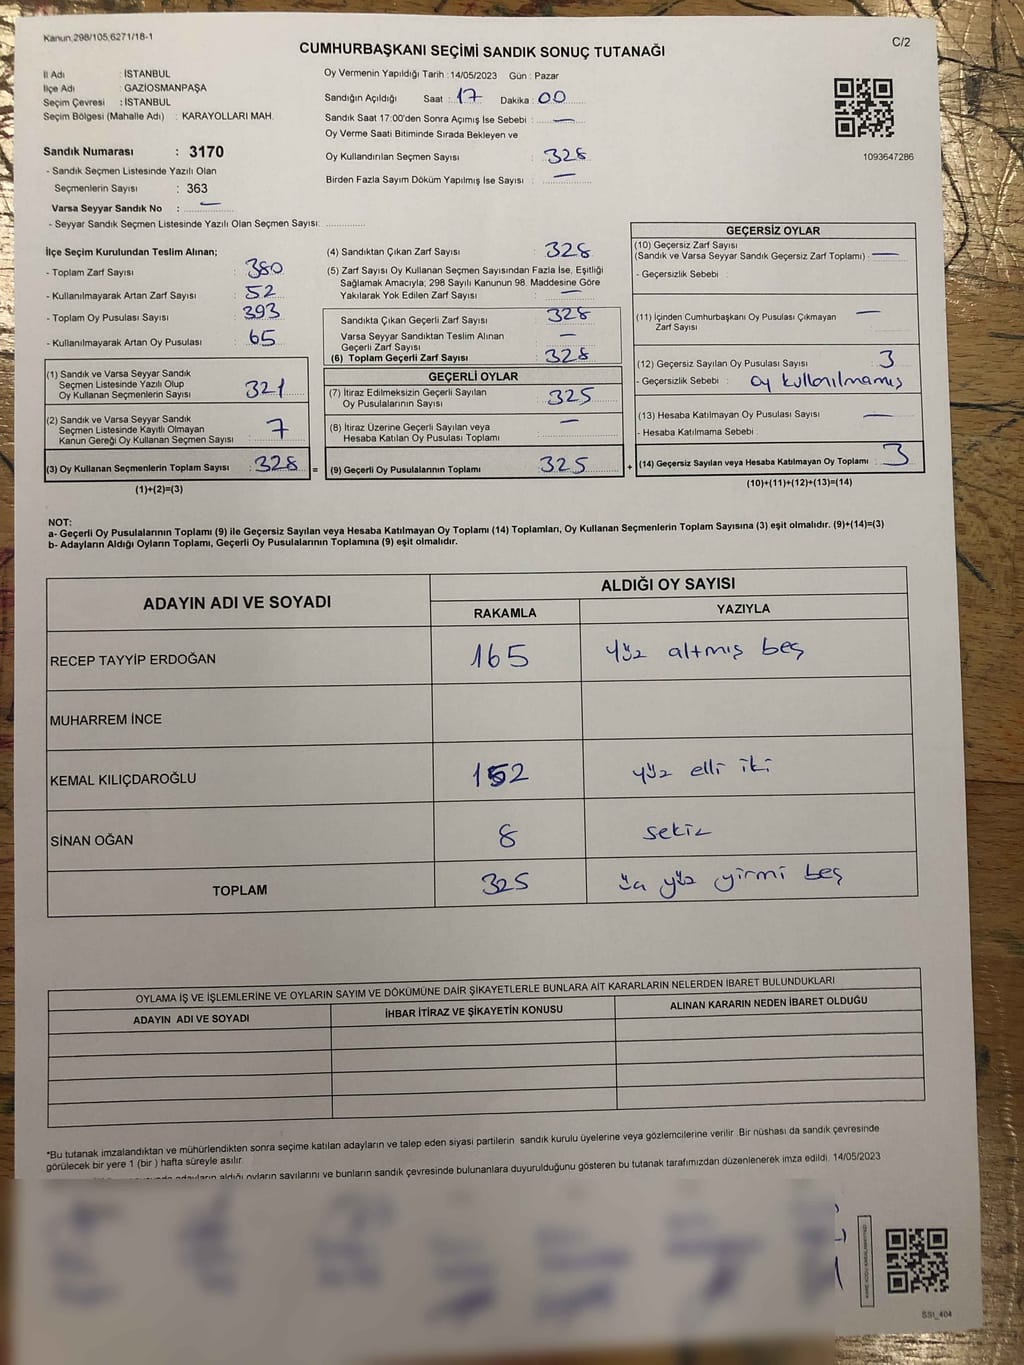 Kanun,298/105,6271/18-1
C/2
CUMHURBAŞKANI SEÇİMİ SANDIK SONUÇ TUTANAĞI
İl Adı : İSTANBUL
İlçe Adı : GAZİOSMANPAŞA
Seçim Çevresi : İSTANBUL
Seçim Bölgesi (Mahalle Adı) : KARAYOLLARI MAH.
Sandık Numarası : 3170
- Sandık Seçmen Listesinde Yazılı Olan
Seçmenlerin Sayısı : 363
Varsa Seyyar Sandık No : —
- Seyyar Sandık Seçmen Listesinde Yazılı Olan Seçmen Sayısı:
Oy Vermenin Yapıldığı Tarih : 14/05/2023 Gün : Pazar
Sandığın Açıldığı Saat : 17 Dakika : 00
Sandık Saat 17:00'den Sonra Açımış İse Sebebi : —
Oy Verme Saati Bitiminde Sırada Bekleyen ve
Oy Kullandırılan Seçmen Sayısı : 328
Birden Fazla Sayım Döküm Yapılmış İse Sayısı : —
1093647286
İlçe Seçim Kurulundan Teslim Alınan;
- Toplam Zarf Sayısı : 380
- Kullanılmayarak Artan Zarf Sayısı : 52
- Toplam Oy Pusulası Sayısı : 393
- Kullanılmayarak Artan Oy Pusulası : 65
(1) Sandık ve Varsa Seyyar Sandık
Seçmen Listesinde Yazılı Olup
Oy Kullanan Seçmenlerin Sayısı : 321
(2) Sandık ve Varsa Seyyar Sandık
Seçmen Listesinde Kayıtlı Olmayan
Kanun Gereği Oy Kullanan Seçmen Sayısı : 7
(3) Oy Kullanan Seçmenlerin Toplam Sayısı : 328 =
(1)+(2)=(3)
(4) Sandıktan Çıkan Zarf Sayısı : 328
(5) Zarf Sayısı Oy Kullanan Seçmen Sayısından Fazla İse, Eşitliği
Sağlamak Amacıyla; 298 Sayılı Kanunun 98. Maddesine Göre
Yakılarak Yok Edilen Zarf Sayısı : —
Sandıkta Çıkan Geçerli Zarf Sayısı : 328
Varsa Seyyar Sandıktan Teslim Alınan
Geçerli Zarf Sayısı : —
(6) Toplam Geçerli Zarf Sayısı : 328
GEÇERLİ OYLAR
(7) İtiraz Edilmeksizin Geçerli Sayılan
Oy Pusulalarının Sayısı : 325
(8) İtiraz Üzerine Geçerli Sayılan veya
Hesaba Katılan Oy Pusulası Toplamı : —
(9) Geçerli Oy Pusulalarının Toplamı : 325 +
GEÇERSİZ OYLAR
(10) Geçersiz Zarf Sayısı
(Sandık ve Varsa Seyyar Sandık Geçersiz Zarf Toplamı) : —
- Geçersizlik Sebebi :
(11) İçinden Cumhurbaşkanı Oy Pusulası Çıkmayan
Zarf Sayısı : —
(12) Geçersiz Sayılan Oy Pusulası Sayısı : 3
- Geçersizlik Sebebi : oy kullanılmamış
(13) Hesaba Katılmayan Oy Pusulası Sayısı : —
- Hesaba Katılmama Sebebi :
(14) Geçersiz Sayılan veya Hesaba Katılmayan Oy Toplamı : 3
(10)+(11)+(12)+(13)=(14)
NOT:
a- Geçerli Oy Pusulalarının Toplamı (9) ile Geçersiz Sayılan veya Hesaba Katılmayan Oy Toplamı (14) Toplamları, Oy Kullanan Seçmenlerin Toplam Sayısına (3) eşit olmalıdır. (9)+(14)=(3)
b- Adayların Aldığı Oyların Toplamı, Geçerli Oy Pusulalarının Toplamına (9) eşit olmalıdır.
ADAYIN ADI VE SOYADI
ALDIĞI OY SAYISI
RAKAMLA YAZIYLA
RECEP TAYYİP ERDOĞAN 165 yüz altmış beş
MUHARREM İNCE
KEMAL KILIÇDAROĞLU 152 yüz elli iki
SİNAN OĞAN 8 sekiz
TOPLAM 325 yüz yirmi beş
OYLAMA İŞ VE İŞLEMLERİNE VE OYLARIN SAYIM VE DÖKÜMÜNE DAİR ŞİKAYETLERLE BUNLARA AİT KARARLARIN NELERDEN İBARET BULUNDUKLARI
ADAYIN ADI VE SOYADI İHBAR İTİRAZ VE ŞİKAYETİN KONUSU ALINAN KARARIN NEDEN İBARET OLDUĞU
*Bu tutanak imzalandıktan ve mühürlendikten sonra seçime katılan adayların ve talep eden siyasi partilerin sandık kurulu üyelerine veya gözlemcilerine verilir. Bir nüshası da sandık çevresinde
görülecek bir yere 1 (bir ) hafta süreyle asılır.
adayların aldığı oyların sayılarını ve bunların sandık çevresinde bulunanlara duyurulduğunu gösteren bu tutanak tarafımızdan düzenlenerek imza edildi. 14/05/2023
SSt_404